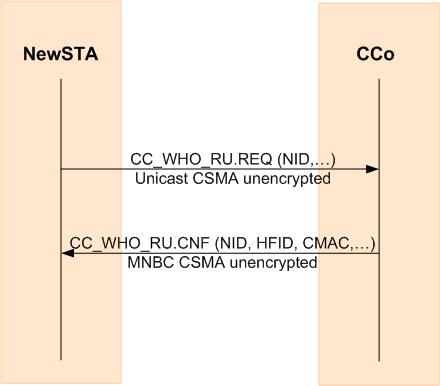 NewSTA
CCo
CC_WHO_RU.REQ (NID,...)
Unicast CSMA unencrypted
CC_WHO_RU.CNF (NID, HFID, CMAC,...)
MNBC CSMA unencrypted